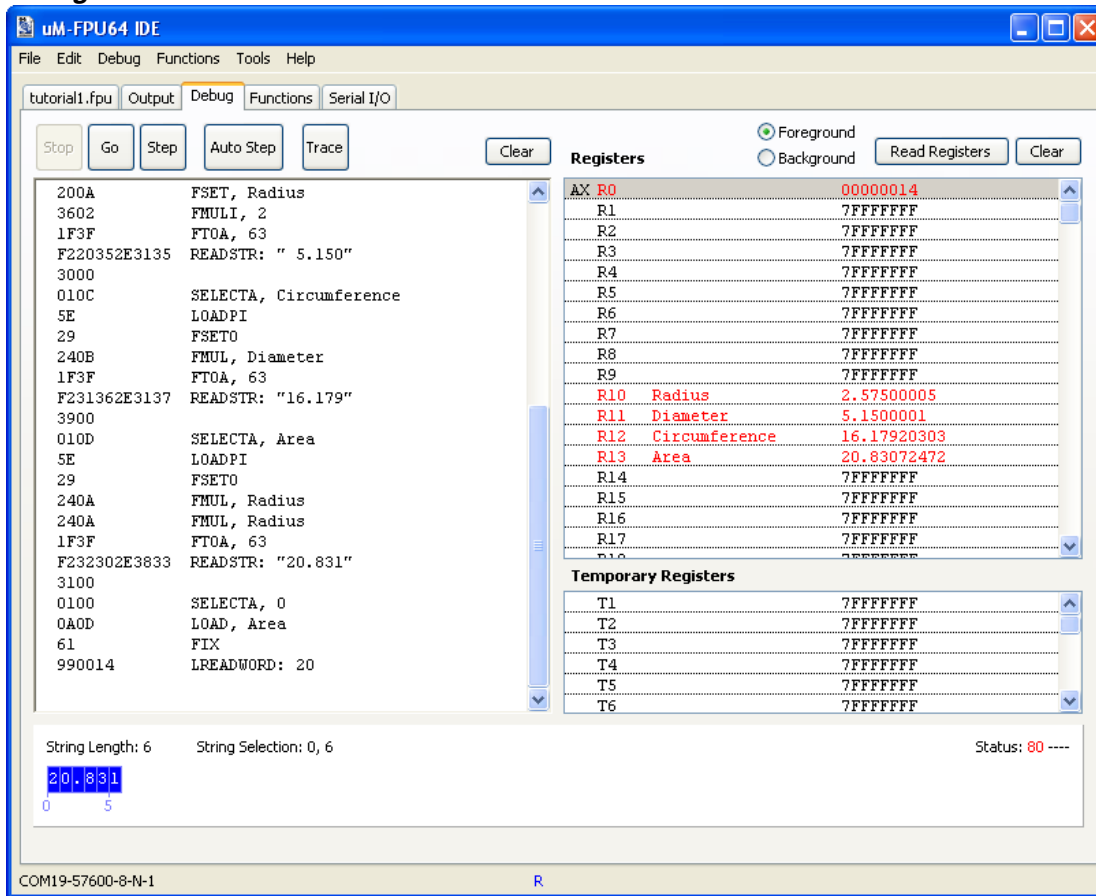 uM-FPU64 IDE
File Edit Debug Functions Tools Help
tutorial1.fpu Output Debug Functions Serial I/O
Stop Go Step Auto Step Trace Clear
200A FSET, Radius
3602 FMULI, 2
1F3F FTOA, 63
F220352E3135 READSTR: " 5.150"
3000
010C SELECTA, Circumference
5E LOADPI
29 FSET0
240B FMUL, Diameter
1F3F FTOA, 63
F231362E3137 READSTR: "16.179"
3900
010D SELECTA, Area
5E LOADPI
29 FSET0
240A FMUL, Radius
240A FMUL, Radius
1F3F FTOA, 63
F232302E3833 READSTR: "20.831"
3100
0100 SELECTA, 0
0A0D LOAD, Area
61 FIX
990014 LREADWORD: 20
Registers Foreground Background Read Registers Clear
AX R0 00000014
R1 7FFFFFFF
R2 7FFFFFFF
R3 7FFFFFFF
R4 7FFFFFFF
R5 7FFFFFFF
R6 7FFFFFFF
R7 7FFFFFFF
R8 7FFFFFFF
R9 7FFFFFFF
R10 Radius 2.57500005
R11 Diameter 5.1500001
R12 Circumference 16.17920303
R13 Area 20.83072472
R14 7FFFFFFF
R15 7FFFFFFF
R16 7FFFFFFF
R17 7FFFFFFF
Temporary Registers
T1 7FFFFFFF
T2 7FFFFFFF
T3 7FFFFFFF
T4 7FFFFFFF
T5 7FFFFFFF
T6 7FFFFFFF
String Length: 6 String Selection: 0, 6 Status: 80 ----
20.831
0 5
COM19-57600-8-N-1 R